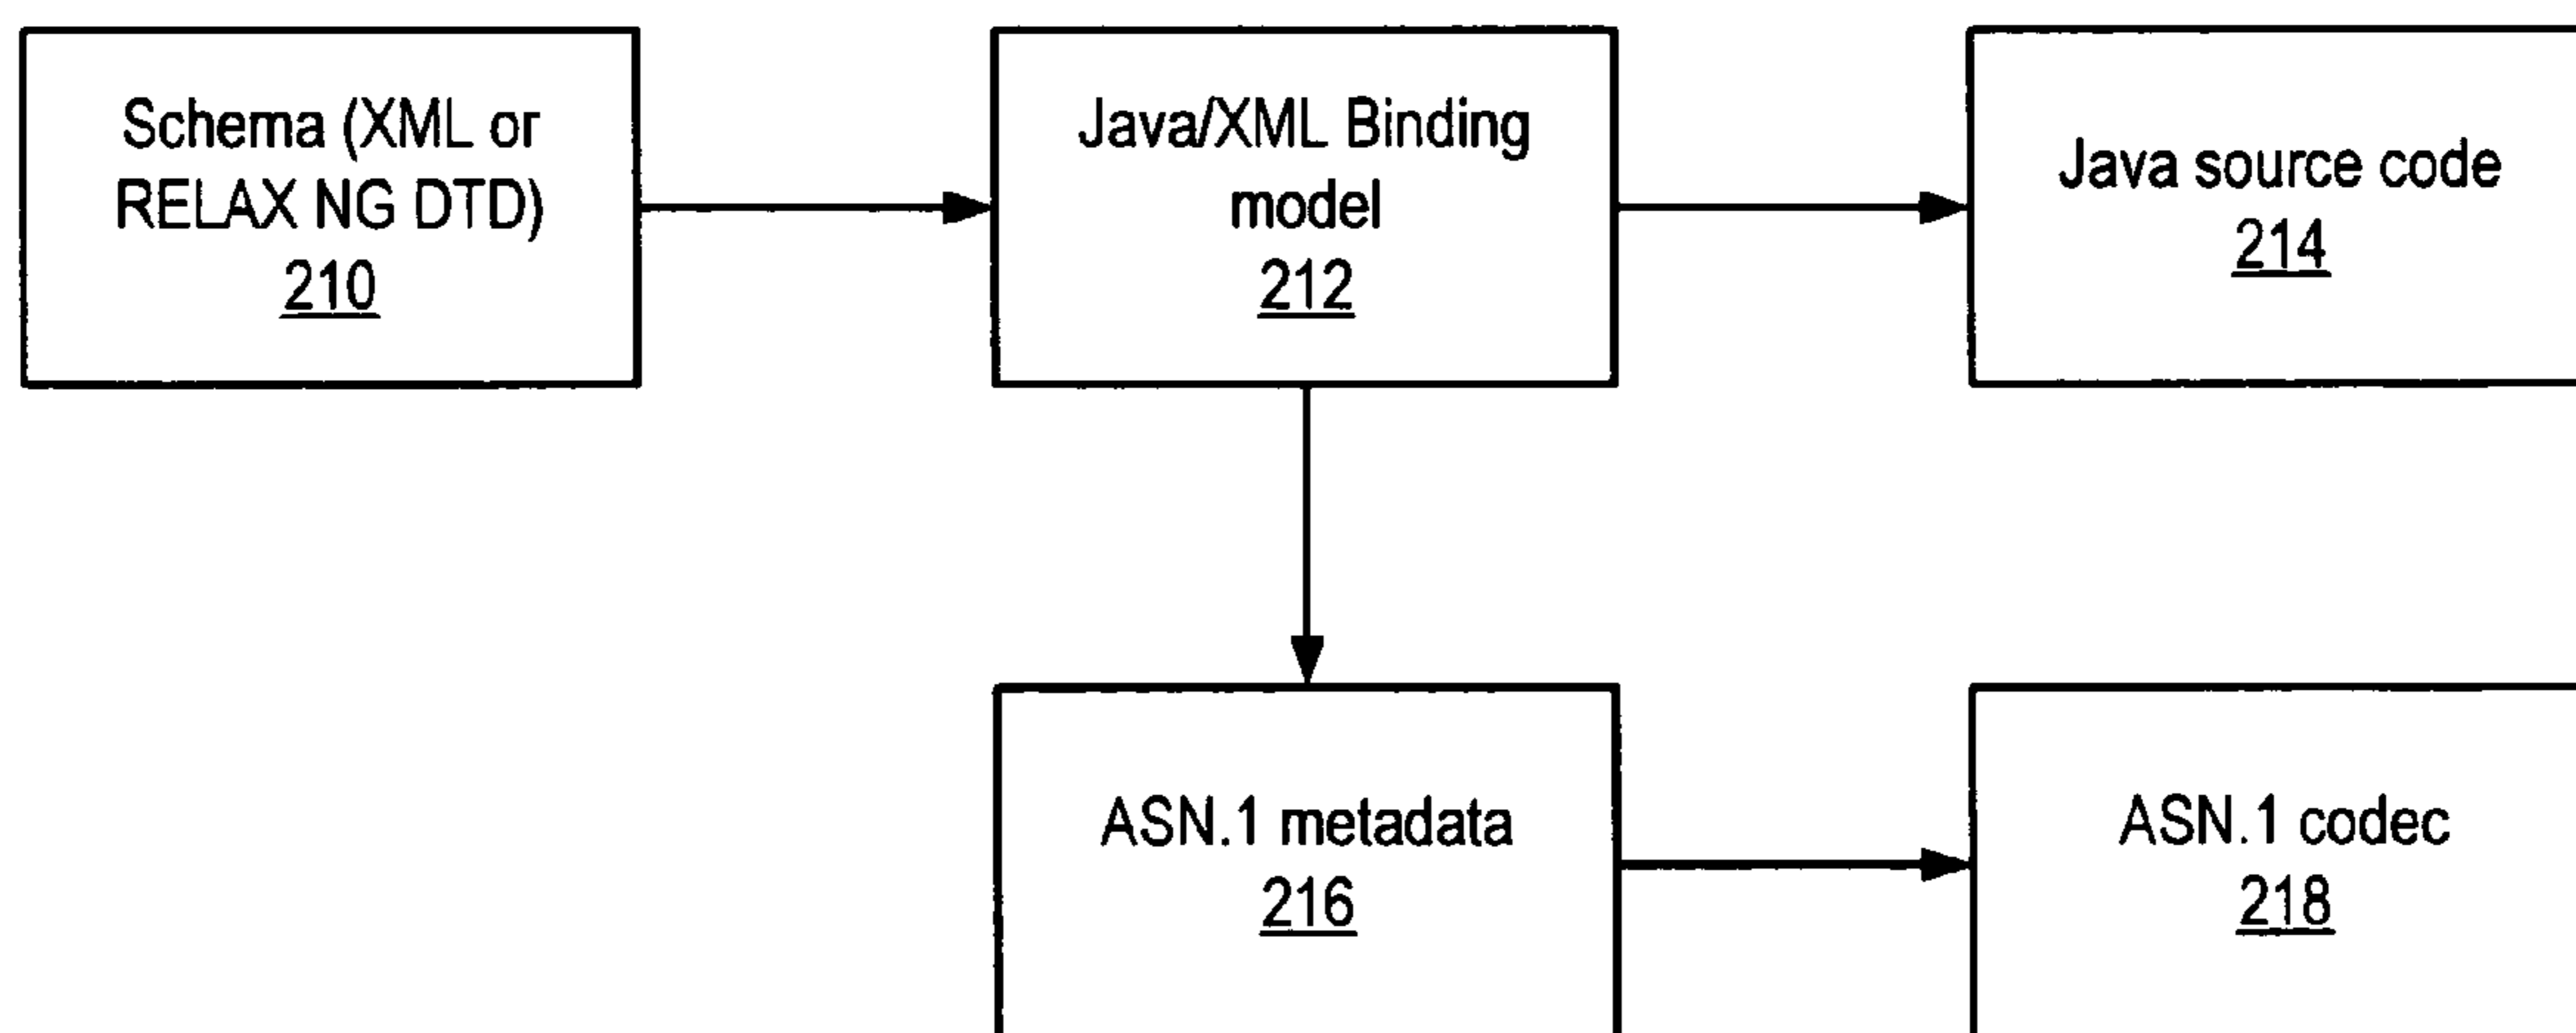 Schema (XML or
RELAX NG DTD)
210
Java/XML Binding
model
212
Java source code
214
ASN.1 metadata
216
ASN.1 codec
218